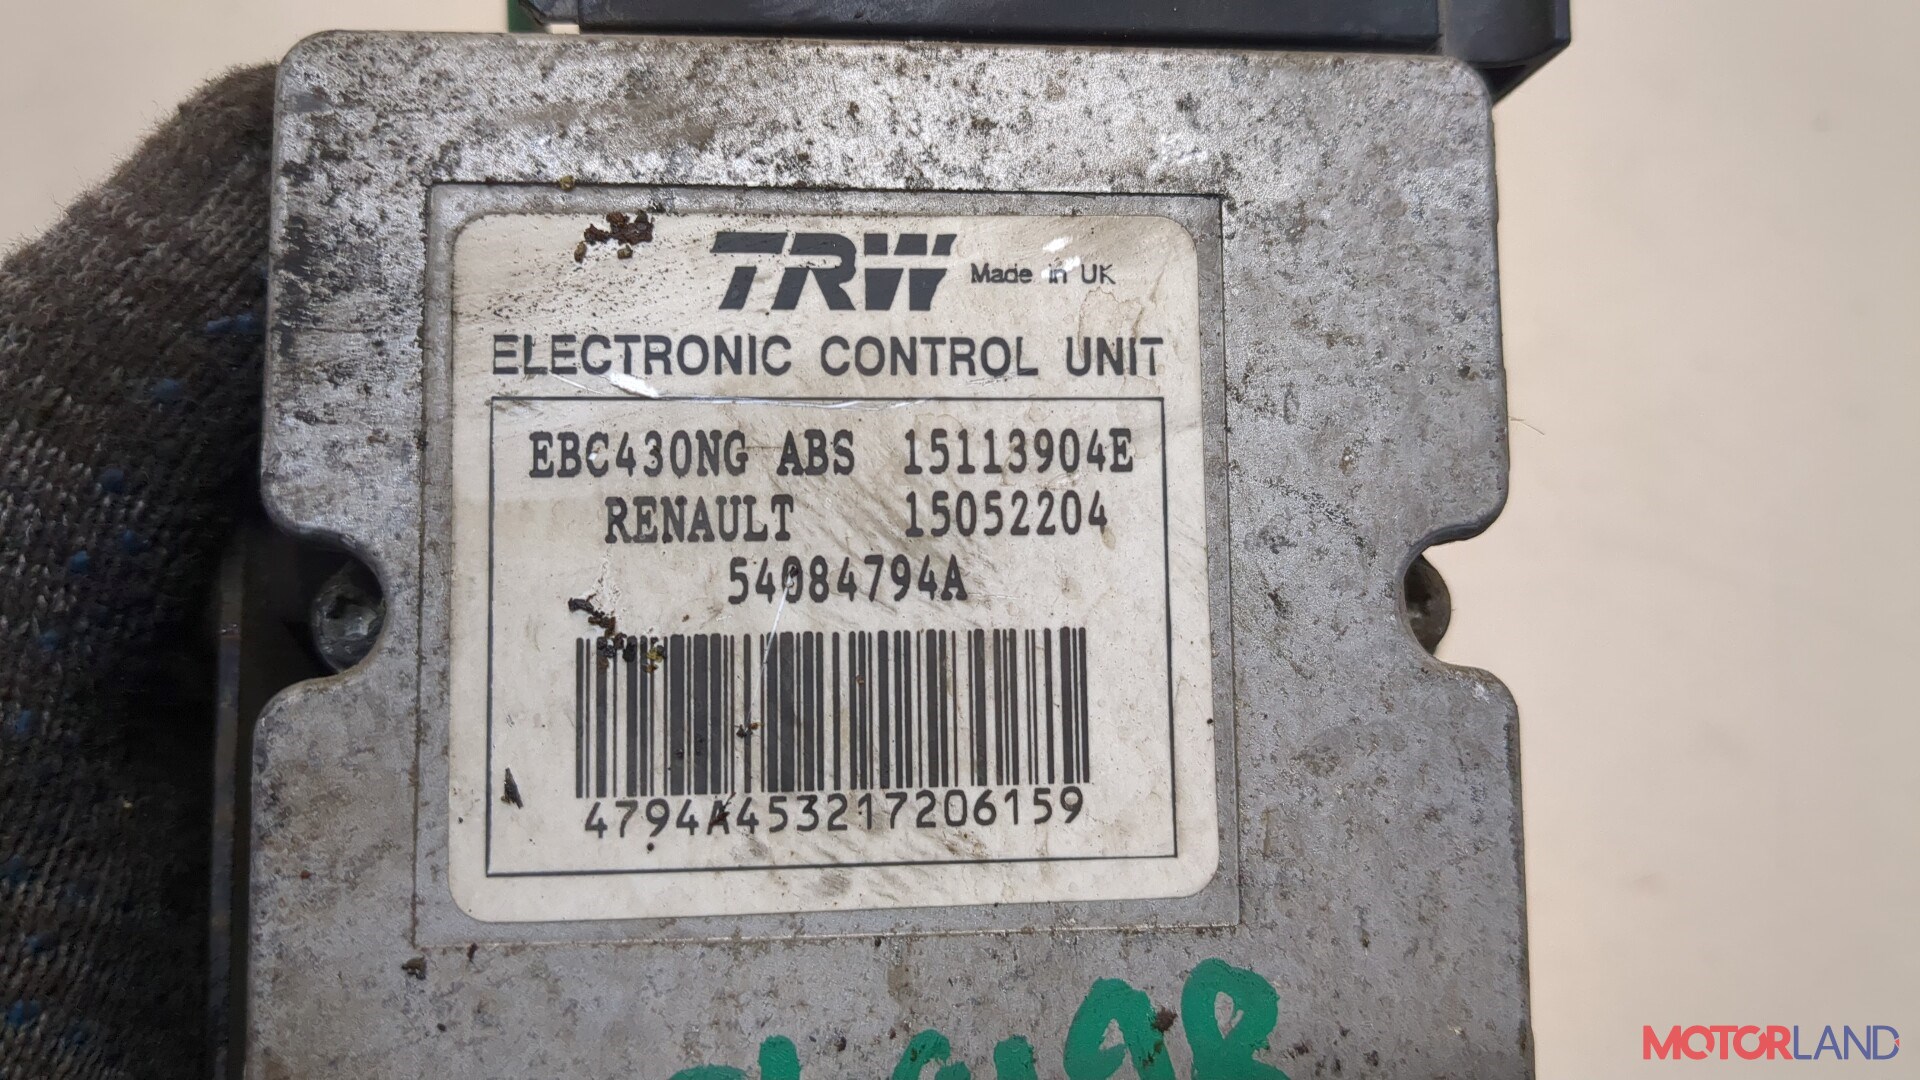 TRW Made in UK
ELECTRONIC CONTROL UNIT
EBC430NG ABS 15113904E
RENAULT 15052204
54084794A
4794A453217206159
MOTORLAND